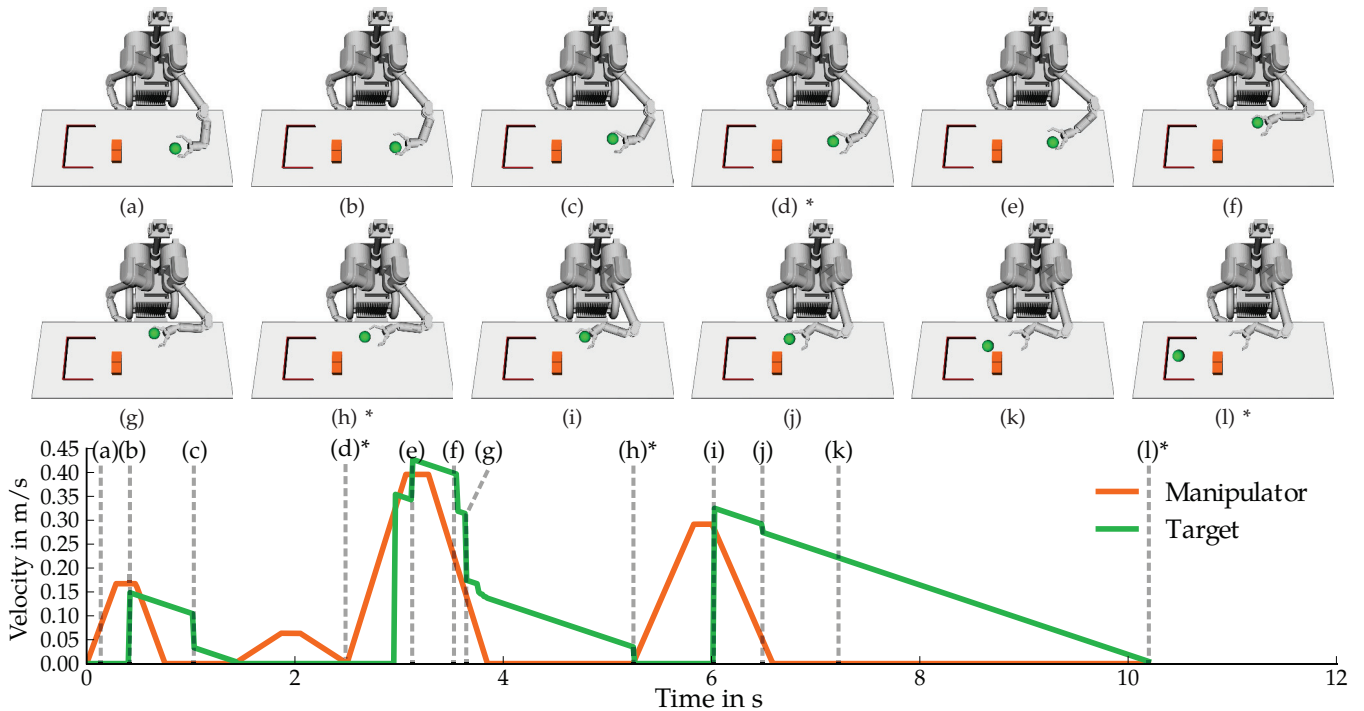 (a) (b) (c) (d) * (e) (f)
(g) (h) * (i) (j) (k) (l) *
(a) (b) (c) (d)* (e) (f) (g) (h)* (i) (j) (k) (l)*
0.45
0.40
0.35
0.30
0.25
0.20
0.15
0.10
0.05
0.00
Velocity in m/s
Manipulator
Target
0 2 4 6 8 10 12
Time in s